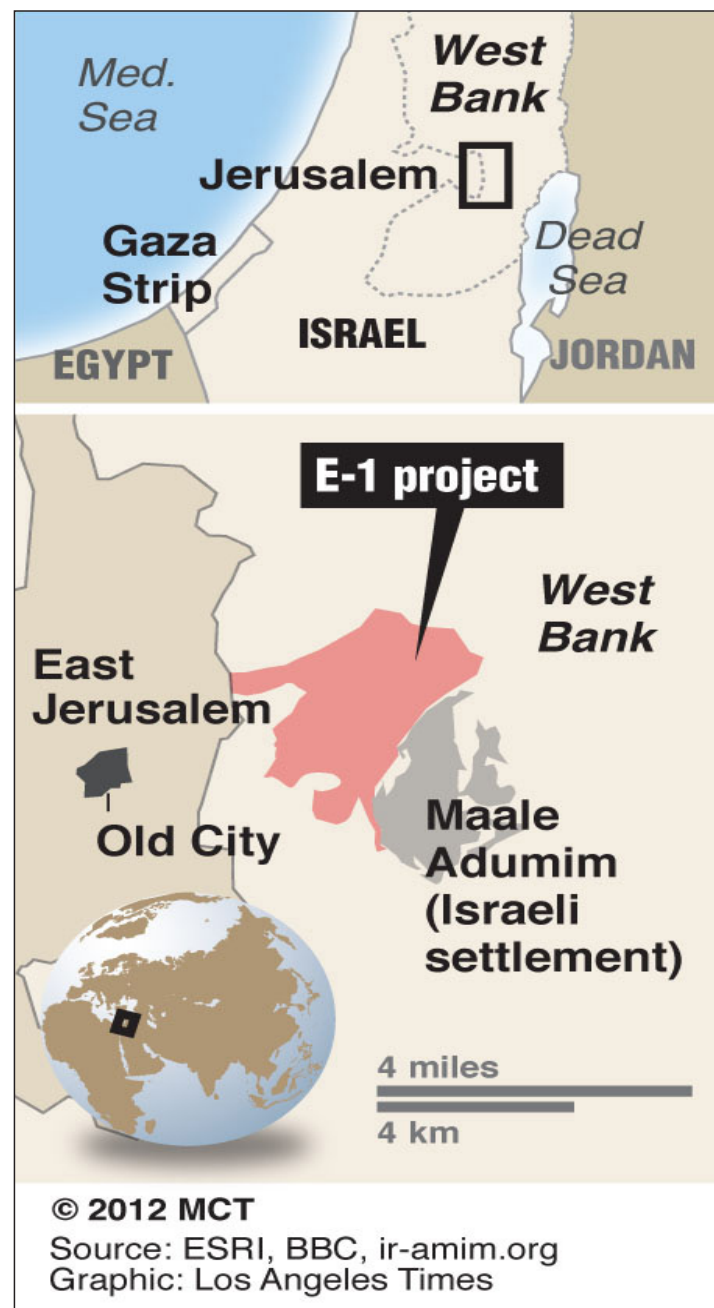 Med.
Sea
West
Bank
Jerusalem
Gaza
Strip
Dead
Sea
ISRAEL
EGYPT
JORDAN
E-1 project
West
Bank
East
Jerusalem
Old City
Maale
Adumim
(Israeli
settlement)
4 miles
4 km
© 2012 MCT
Source: ESRI, BBC, ir-amim.org
Graphic: Los Angeles Times